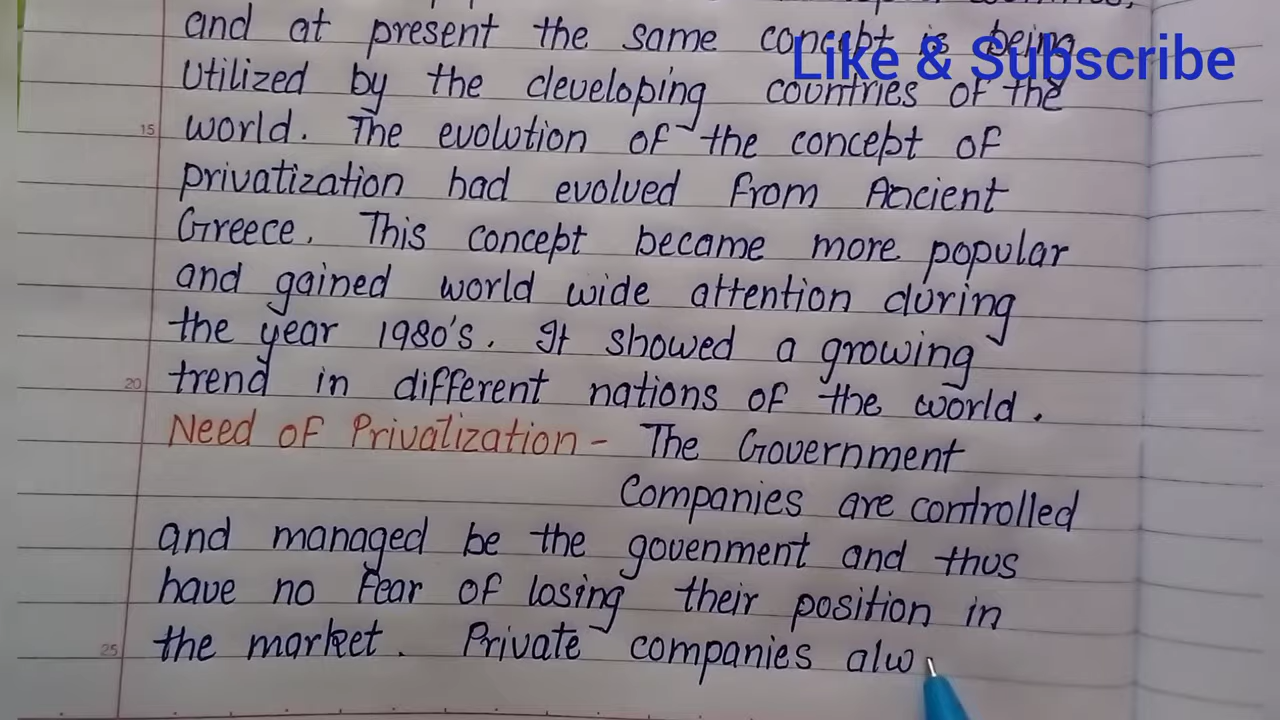 and at present the same concept is being
Like & Subscribe
utilized by the developing countries of the
15
world. The evolution of the concept of
privatization had evolved from Ancient
Greece. This concept became more popular
and gained world wide attention during
the year 1980's. It showed a growing
20
trend in different nations of the world.
Need of Privatization - The Government
Companies are controlled
and managed be the govenment and thus
have no fear of losing their position in
25
the market. Private companies alw